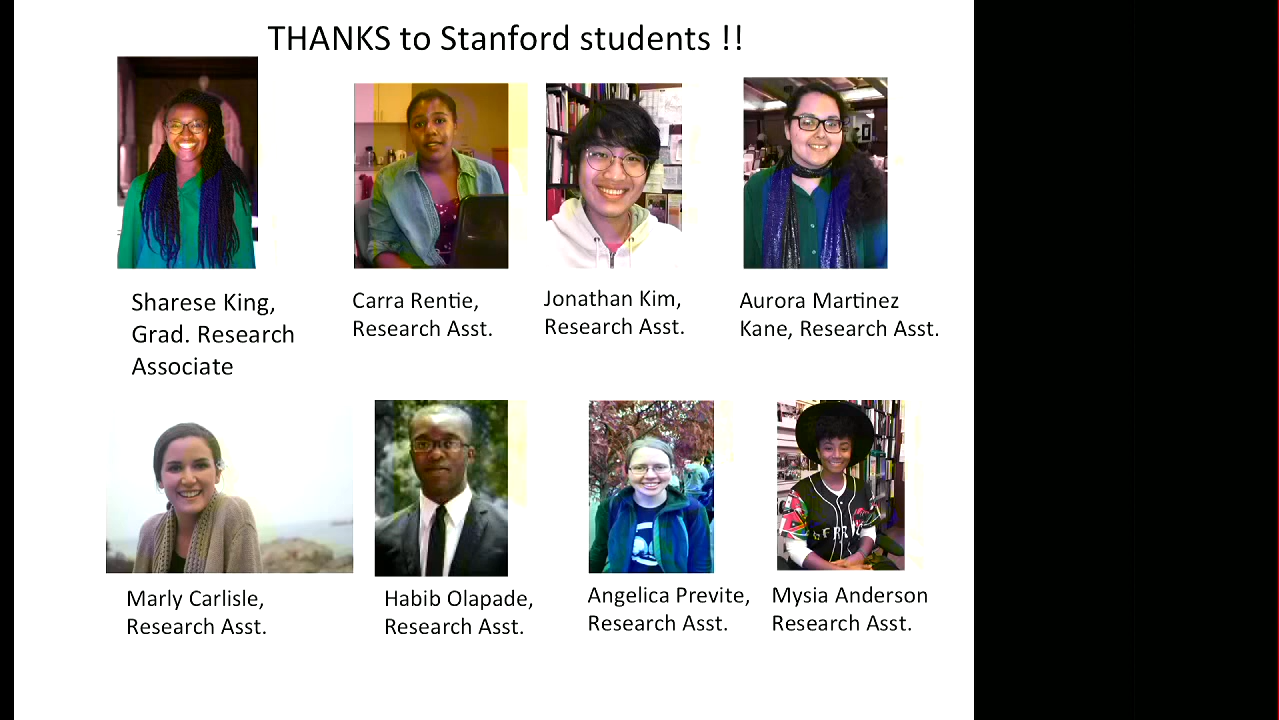 THANKS to Stanford students !!
Sharese King,
Grad. Research
Associate
Carra Rentie,
Research Asst.
Jonathan Kim,
Research Asst.
Aurora Martinez
Kane, Research Asst.
Marly Carlisle,
Research Asst.
Habib Olapade,
Research Asst.
Angelica Previte,
Research Asst.
Mysia Anderson
Research Asst.